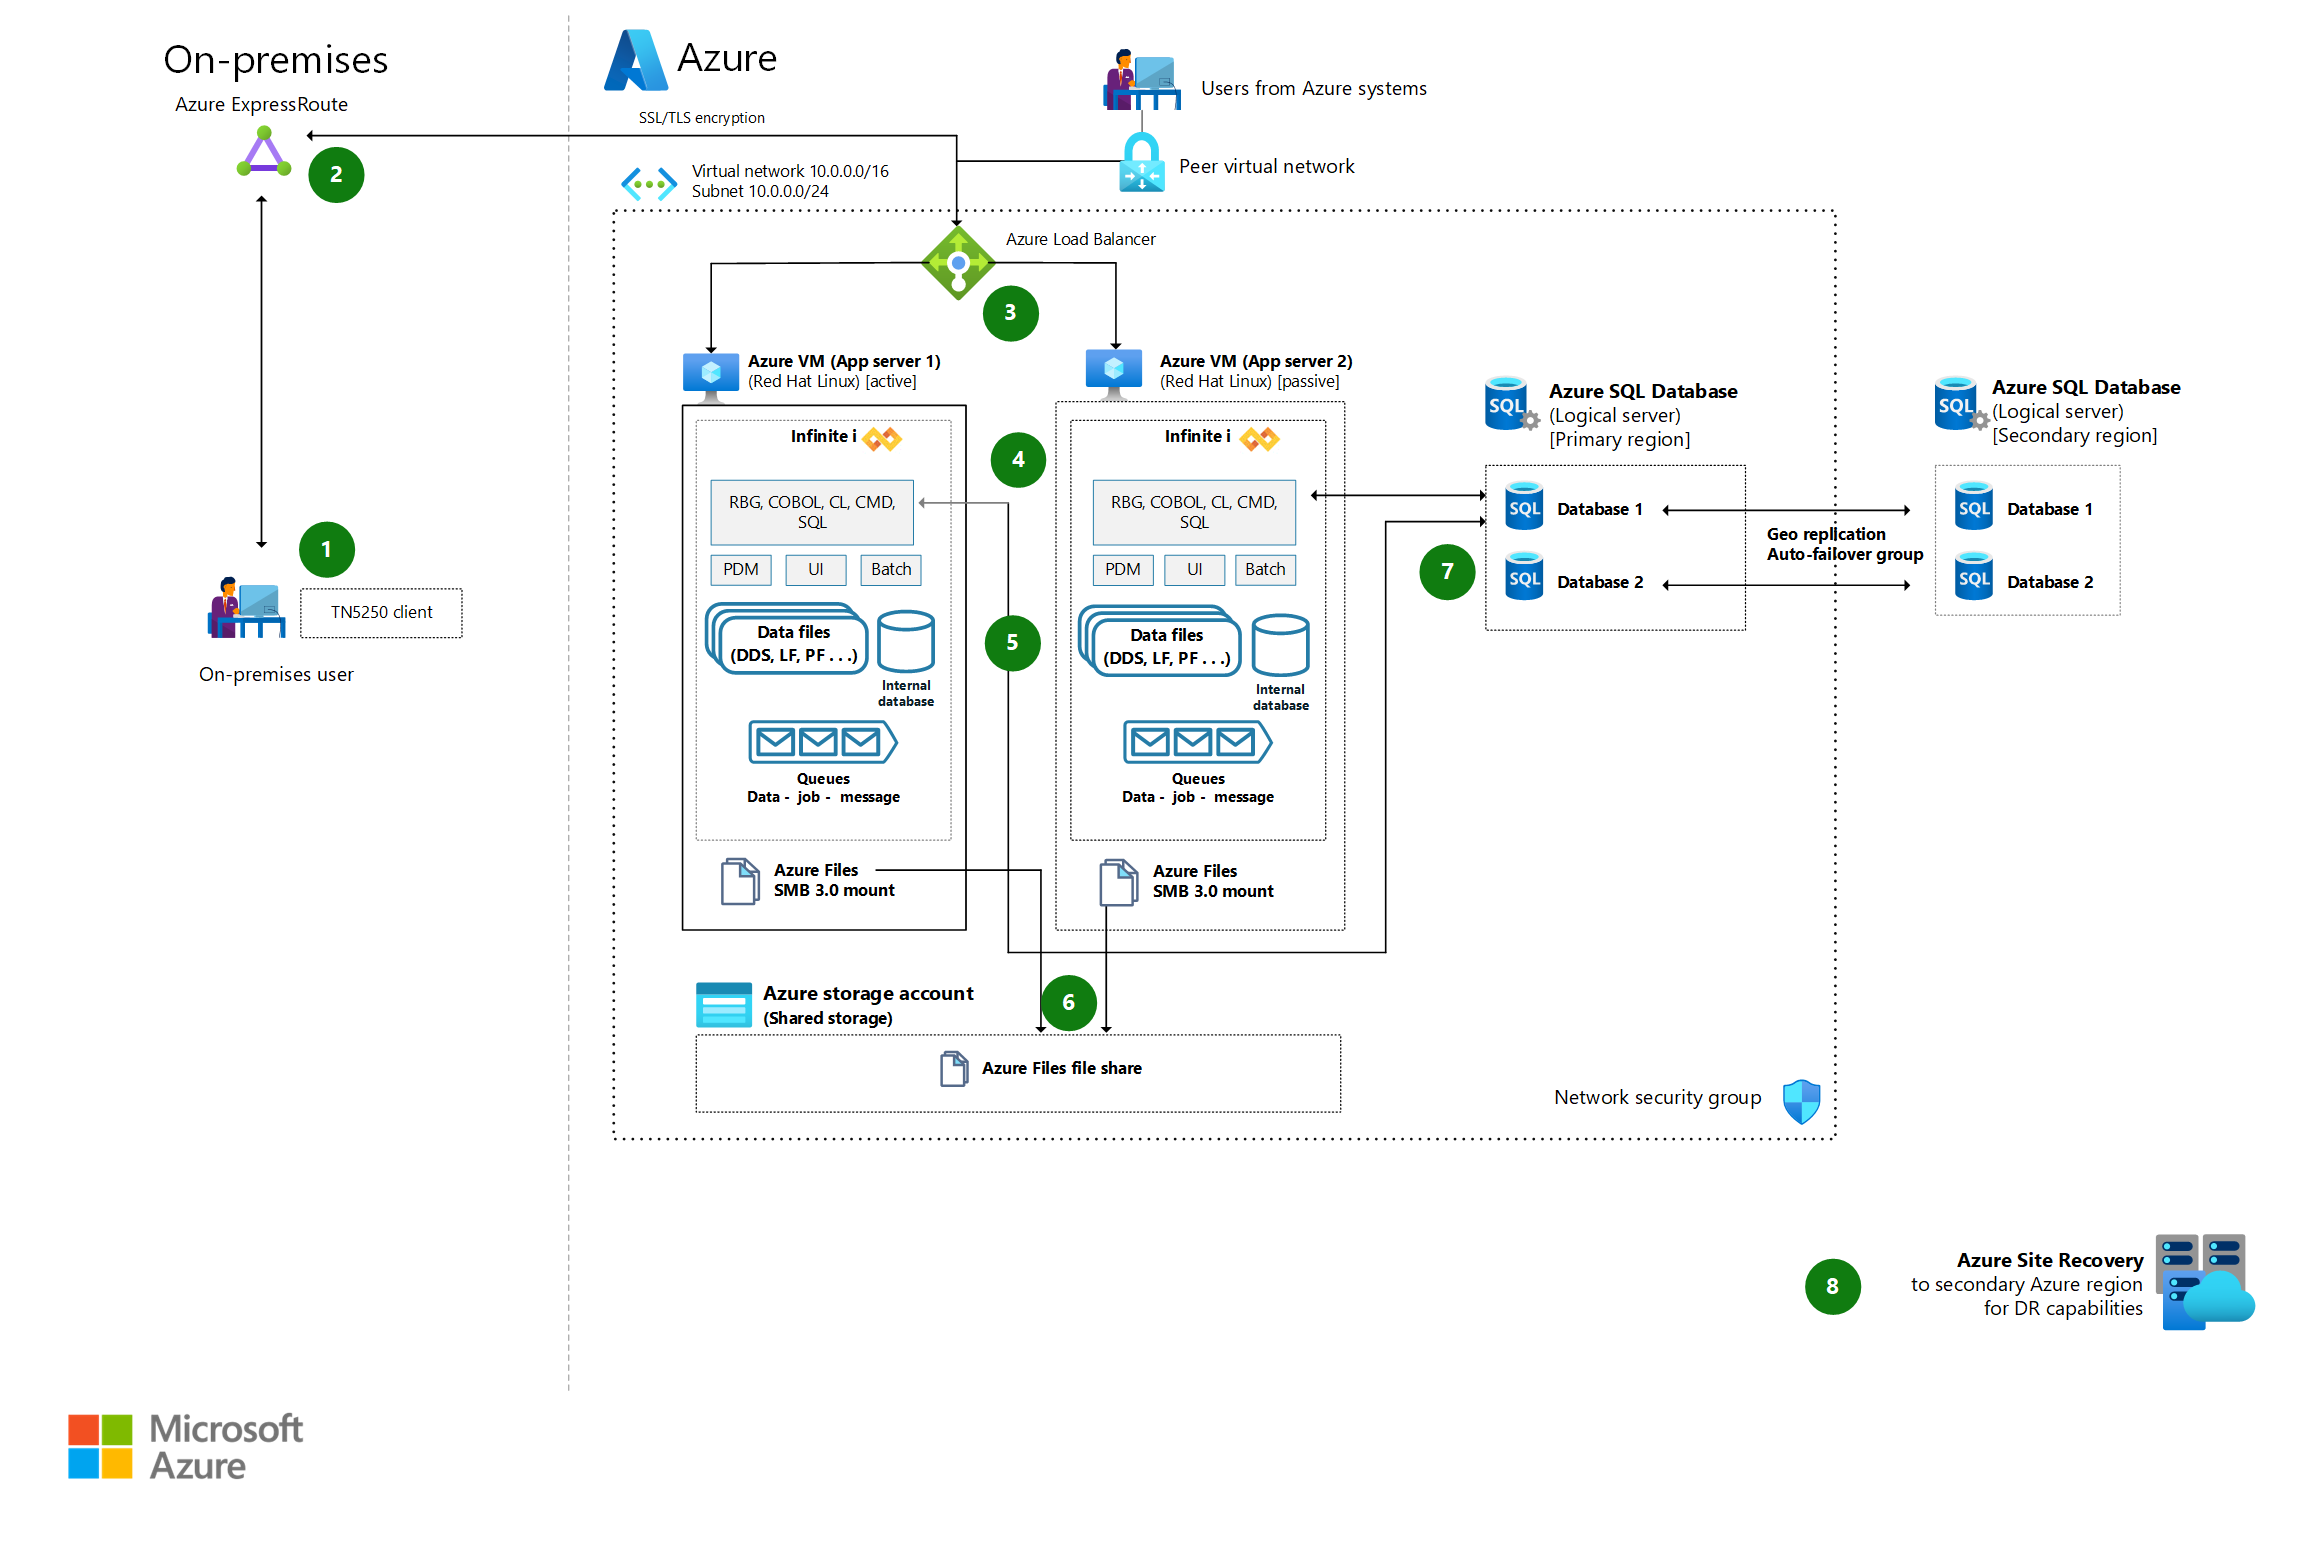 On-premises
Azure ExpressRoute
2
1
TN5250 client
On-premises user
Azure
SSL/TLS encryption
Users from Azure systems
Peer virtual network
Virtual network 10.0.0.0/16
Subnet 10.0.0.0/24
Azure Load Balancer
3
Azure VM (App server 1)
(Red Hat Linux) [active]
Infinite i
RBG, COBOL, CL, CMD,
SQL
PDM
UI
Batch
Data files
(DDS, LF, PF . . .)
Internal
database
Queues
Data - job - message
Azure Files
SMB 3.0 mount
4
5
Azure VM (App server 2)
(Red Hat Linux) [passive]
Infinite i
RBG, COBOL, CL, CMD,
SQL
PDM
UI
Batch
Data files
(DDS, LF, PF . . .)
Internal
database
Queues
Data - job - message
Azure Files
SMB 3.0 mount
6
Azure storage account
(Shared storage)
Azure Files file share
7
SQL
Azure SQL Database
(Logical server)
[Primary region]
SQL
Database 1
SQL
Database 2
Geo replication
Auto-failover group
SQL
Azure SQL Database
(Logical server)
[Secondary region]
SQL
Database 1
SQL
Database 2
Network security group
8
Azure Site Recovery
to secondary Azure region
for DR capabilities
Microsoft
Azure